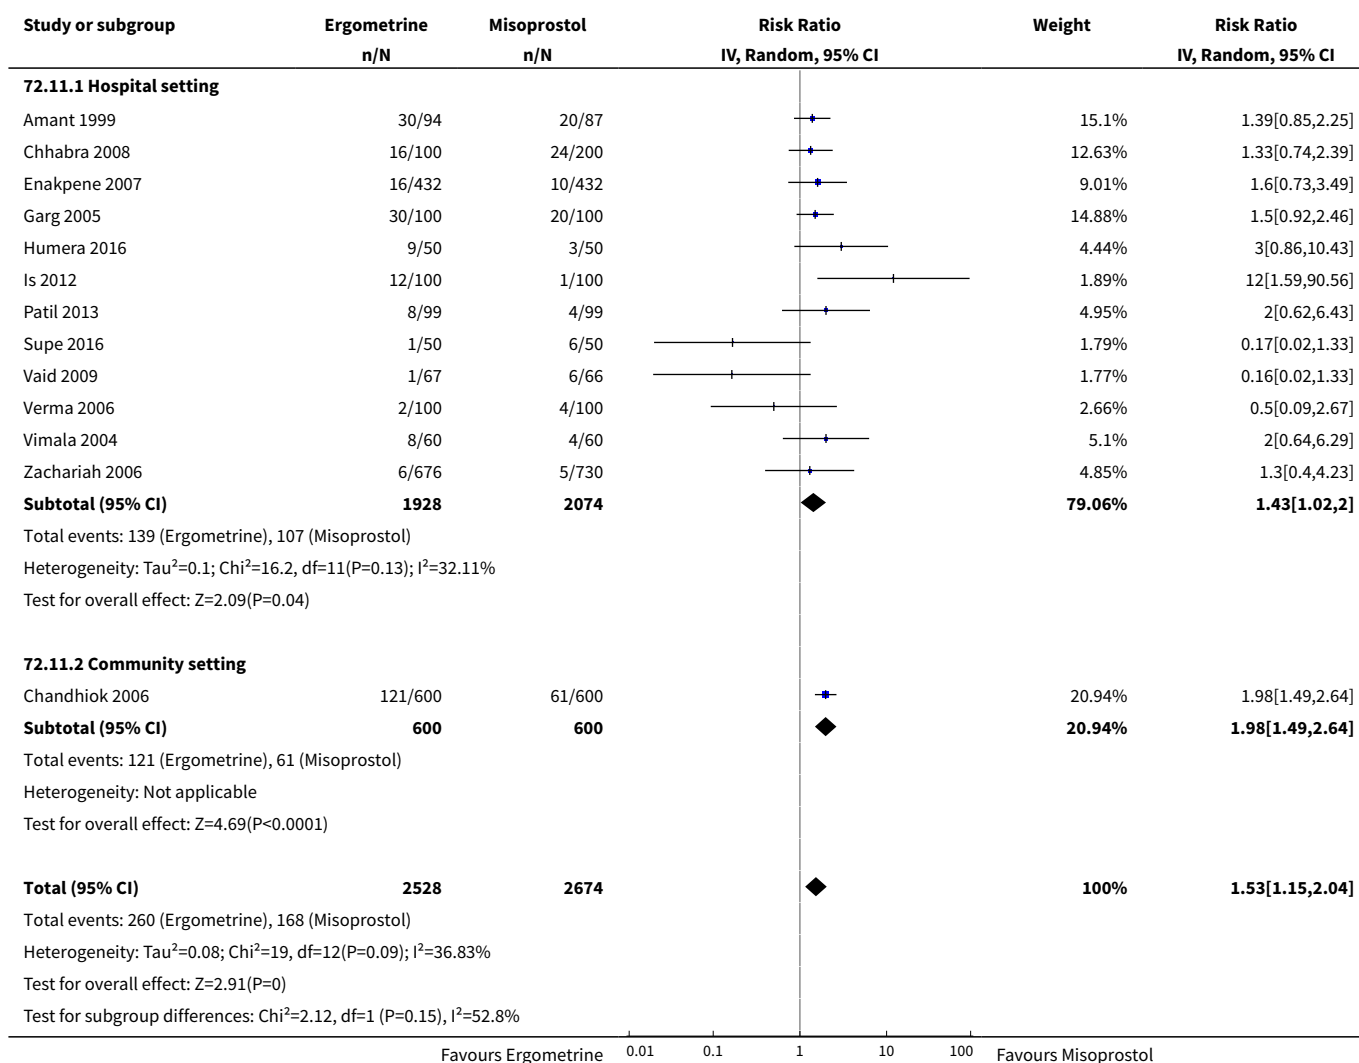 Study or subgroup Ergometrine Misoprostol Risk Ratio Weight Risk Ratio
n/N n/N IV, Random, 95% CI IV, Random, 95% CI
72.11.1 Hospital setting
Amant 1999 30/94 20/87 15.1% 1.39[0.85,2.25]
Chhabra 2008 16/100 24/200 12.63% 1.33[0.74,2.39]
Enakpene 2007 16/432 10/432 9.01% 1.6[0.73,3.49]
Garg 2005 30/100 20/100 14.88% 1.5[0.92,2.46]
Humera 2016 9/50 3/50 4.44% 3[0.86,10.43]
Is 2012 12/100 1/100 1.89% 12[1.59,90.56]
Patil 2013 8/99 4/99 4.95% 2[0.62,6.43]
Supe 2016 1/50 6/50 1.79% 0.17[0.02,1.33]
Vaid 2009 1/67 6/66 1.77% 0.16[0.02,1.33]
Verma 2006 2/100 4/100 2.66% 0.5[0.09,2.67]
Vimala 2004 8/60 4/60 5.1% 2[0.64,6.29]
Zachariah 2006 6/676 5/730 4.85% 1.3[0.4,4.23]
Subtotal (95% CI) 1928 2074 79.06% 1.43[1.02,2]
Total events: 139 (Ergometrine), 107 (Misoprostol)
Heterogeneity: Tau²=0.1; Chi²=16.2, df=11(P=0.13); I²=32.11%
Test for overall effect: Z=2.09(P=0.04)
72.11.2 Community setting
Chandhiok 2006 121/600 61/600 20.94% 1.98[1.49,2.64]
Subtotal (95% CI) 600 600 20.94% 1.98[1.49,2.64]
Total events: 121 (Ergometrine), 61 (Misoprostol)
Heterogeneity: Not applicable
Test for overall effect: Z=4.69(P<0.0001)
Total (95% CI) 2528 2674 100% 1.53[1.15,2.04]
Total events: 260 (Ergometrine), 168 (Misoprostol)
Heterogeneity: Tau²=0.08; Chi²=19, df=12(P=0.09); I²=36.83%
Test for overall effect: Z=2.91(P=0)
Test for subgroup differences: Chi²=2.12, df=1 (P=0.15), I²=52.8%
Favours Ergometrine 0.01 0.1 1 10 100 Favours Misoprostol